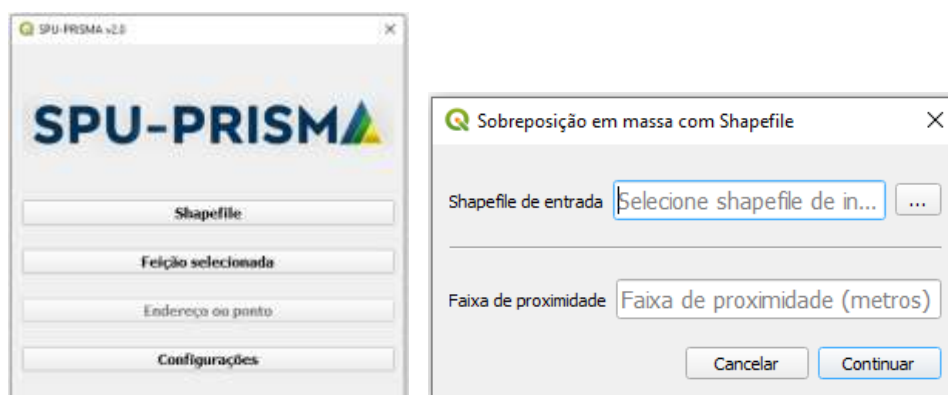 SPU-PRISMA v2.0
SPU-PRISMA
Shapefile
Feição selecionada
Endereço ou ponto
Configurações
Sobreposição em massa com Shapefile
Shapefile de entrada
Selecione shapefile de in...
...
Faixa de proximidade
Faixa de proximidade (metros)
Cancelar
Continuar